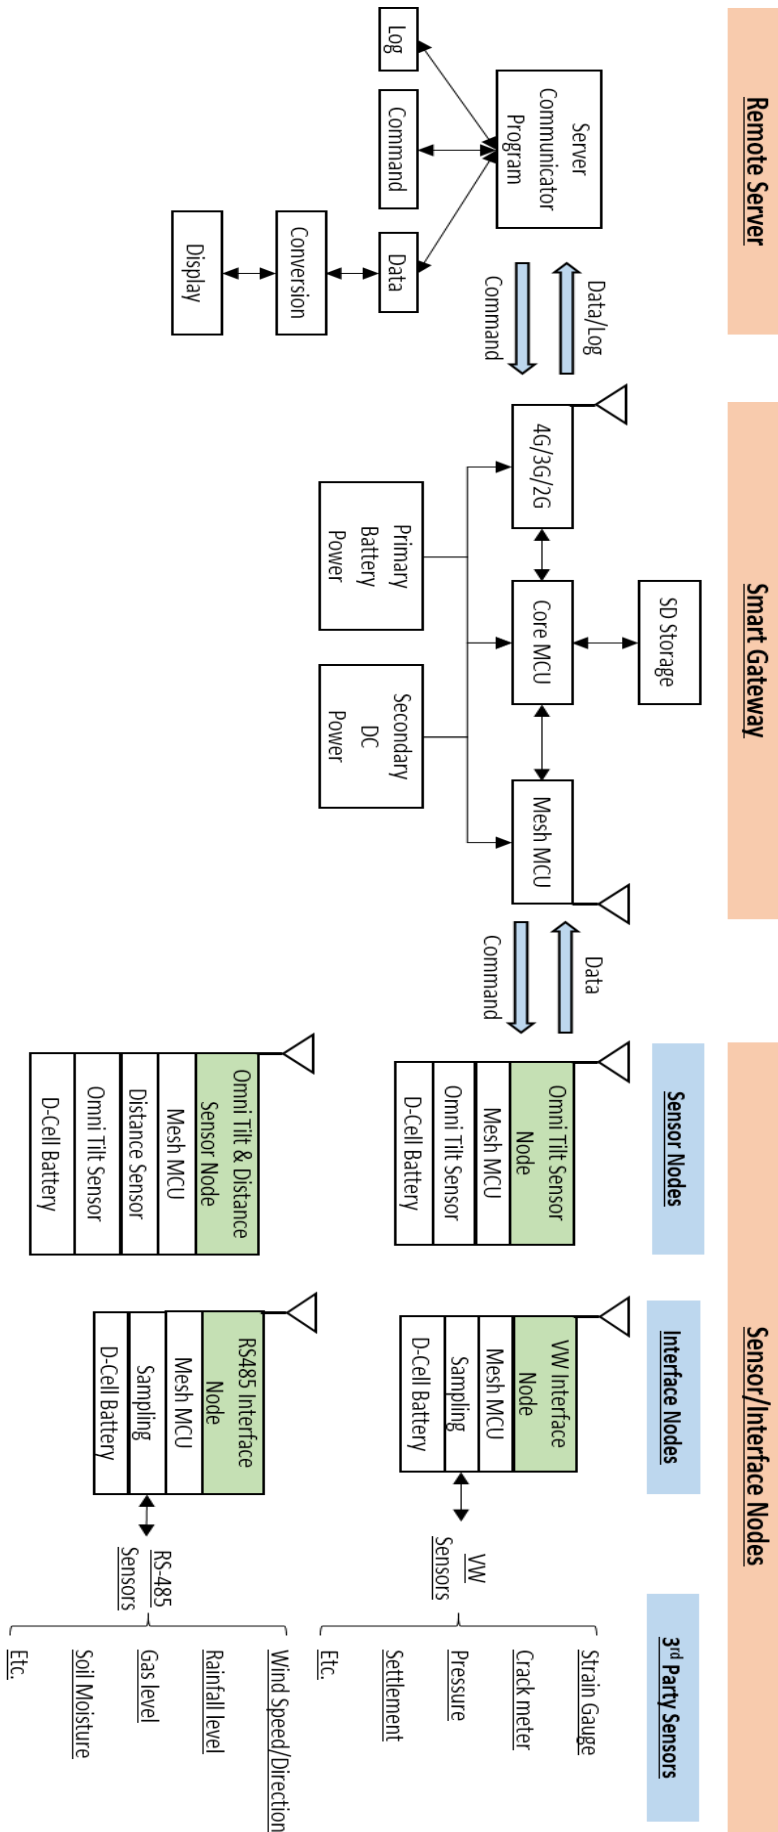 Remote Server
Server
Communicator
Program
Log
Command
Data
Conversion
Display
Data/Log
Command
Smart Gateway
SD Storage
4G/3G/2G
Core MCU
Mesh MCU
Primary
Battery
Power
Secondary
DC
Power
Data
Command
Sensor/Interface Nodes
Sensor Nodes
Omni Tilt Sensor
Node
Mesh MCU
Omni Tilt Sensor
D-Cell Battery
Omni Tilt & Distance
Sensor Node
Mesh MCU
Distance Sensor
Omni Tilt Sensor
D-Cell Battery
Interface Nodes
VW Interface
Node
Mesh MCU
Sampling
D-Cell Battery
RS485 Interface
Node
Mesh MCU
Sampling
D-Cell Battery
3rd Party Sensors
VW
Sensors
Strain Gauge
Crack meter
Pressure
Settlement
Etc.
RS-485
Sensors
Wind Speed/Direction
Rainfall level
Gas level
Soil Moisture
Etc.